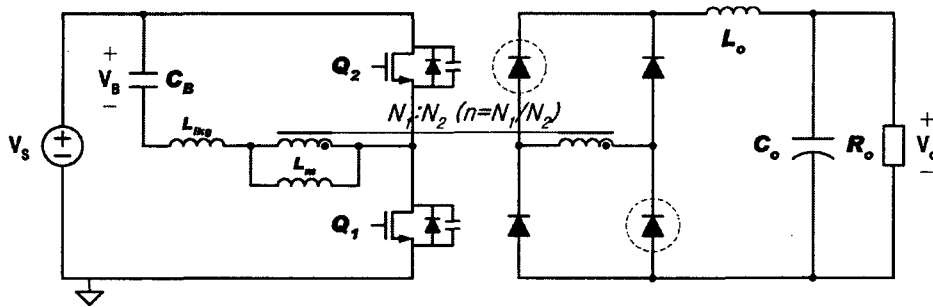 +
V_B
−
C_B
Q_2
L_o
N_1:N_2 (n=N_1/N_2)
L_lkg
V_S
+
−
L_m
C_o
R_o
+
V_o
−
Q_1